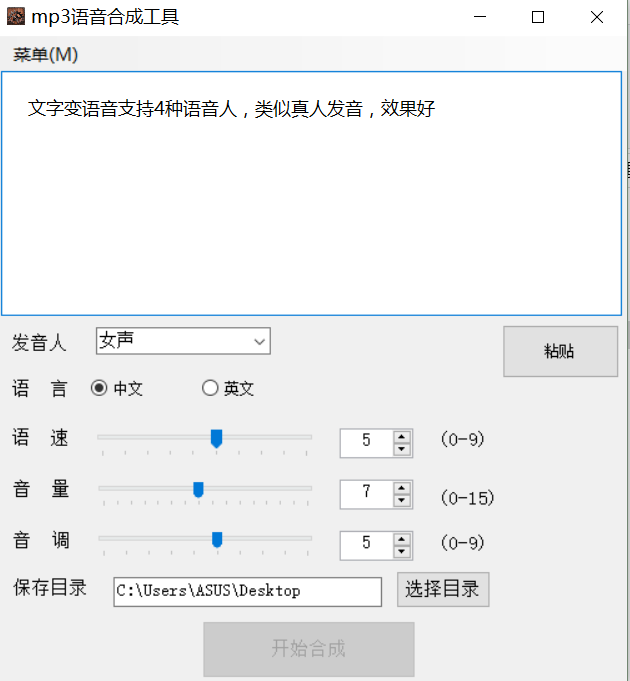 mp3语音合成工具
菜单(M)
文字变语音支持4种语音人，类似真人发音，效果好
发音人 女声 粘贴
语 言 中文 英文
语 速 5 (0-9)
音 量 7 (0-15)
音 调 5 (0-9)
保存目录 C:\Users\ASUS\Desktop 选择目录
开始合成